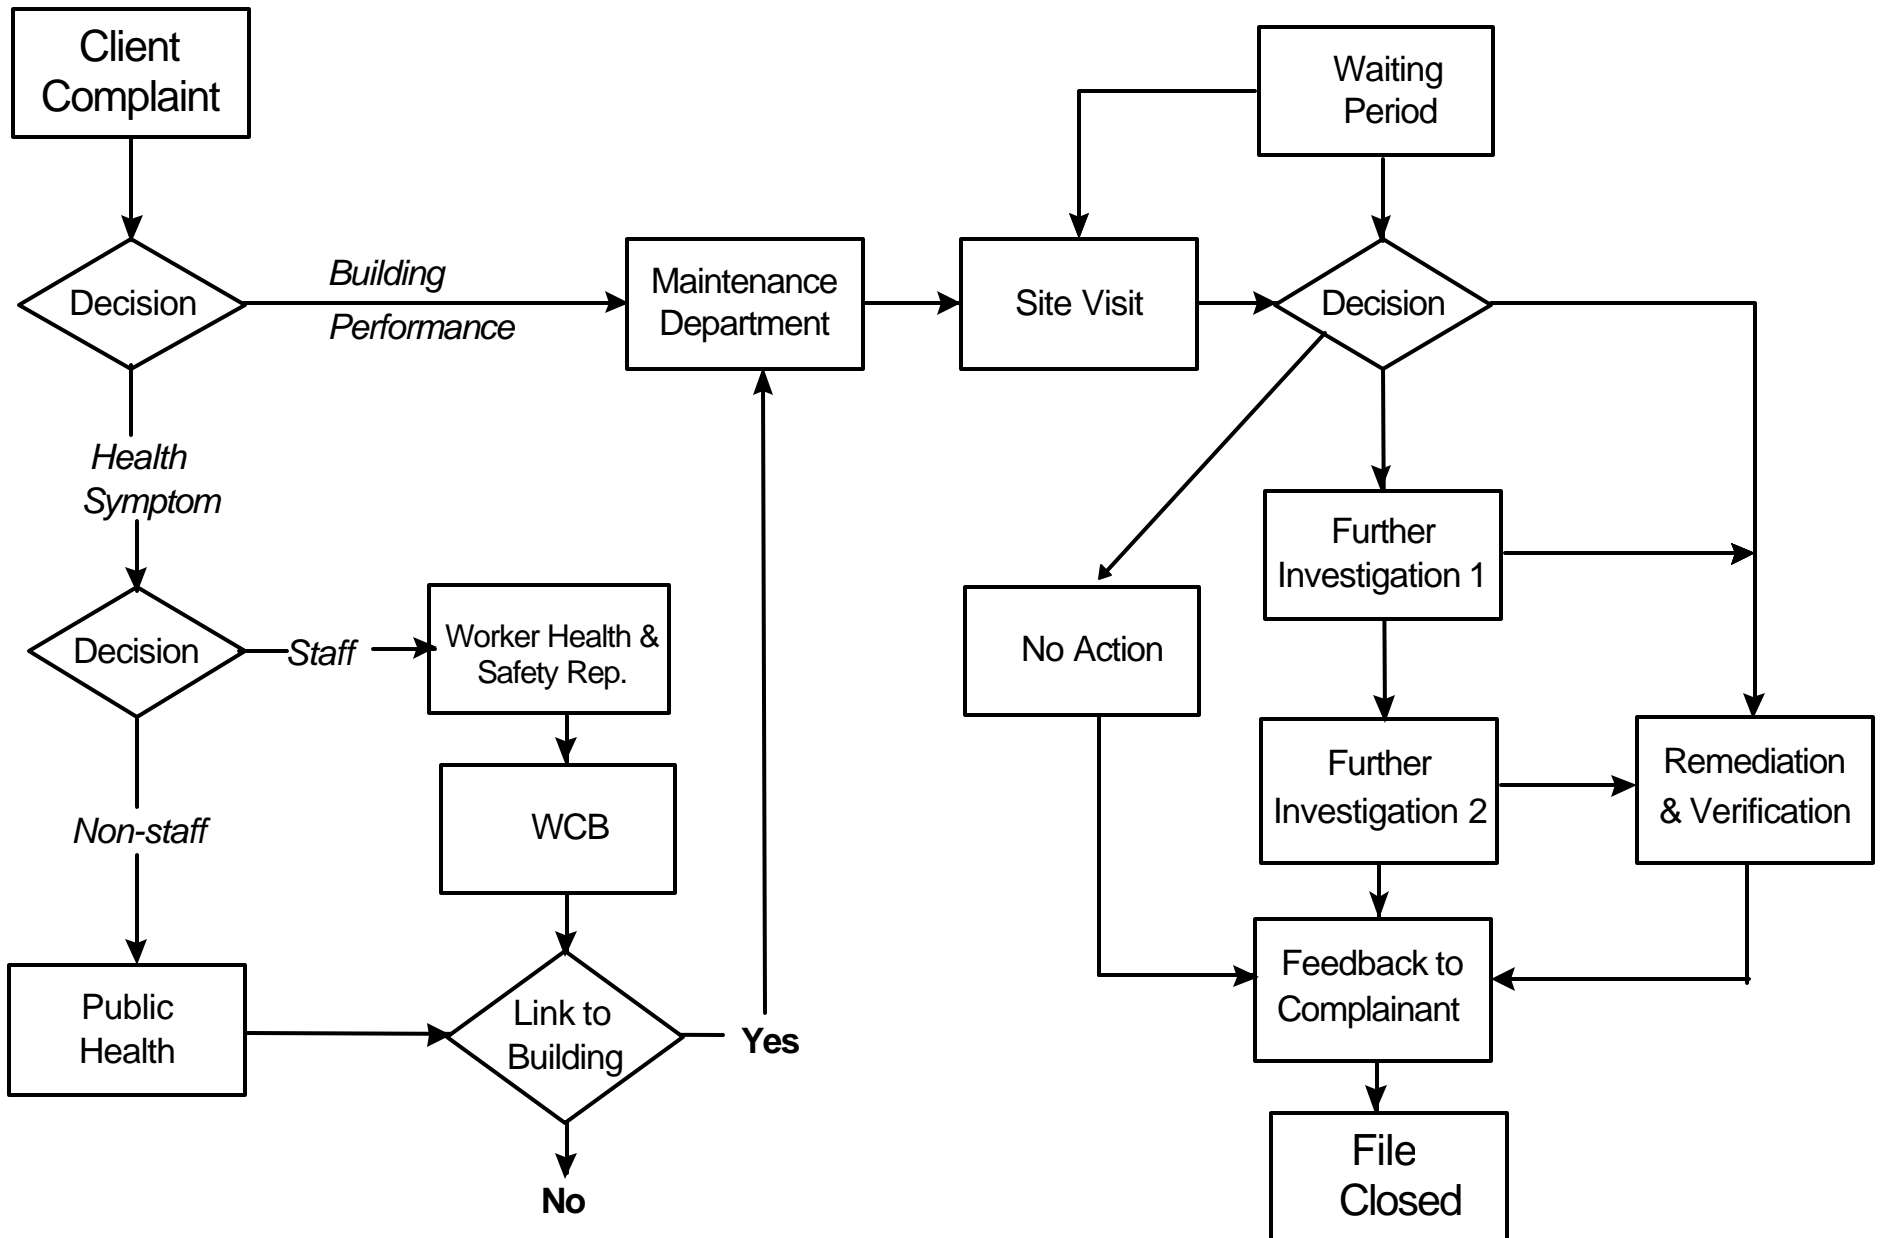 Client
Complaint
Waiting
Period
Decision
Building
Performance
Maintenance
Department
Site Visit
Decision
Health
Symptom
Further
Investigation 1
Decision
Staff
Worker Health &
Safety Rep.
No Action
Non-staff
WCB
Further
Investigation 2
Remediation
& Verification
Public
Health
Link to
Building
Yes
No
Feedback to
Complainant
File
Closed